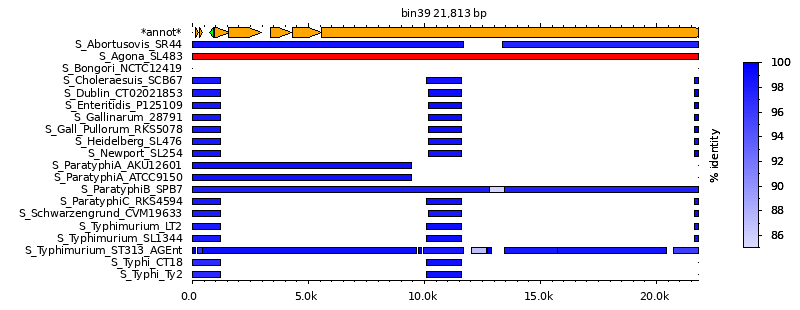 bin39 21,813 bp
*annot*
S_Abortusovis_SR44
S_Agona_SL483
S_Bongori_NCTC12419
S_Choleraesuis_SCB67
S_Dublin_CT02021853
S_Enteritidis_P125109
S_Gallinarum_28791
S_Gall_Pullorum_RKS5078
S_Heidelberg_SL476
S_Newport_SL254
S_ParatyphiA_AKU12601
S_ParatyphiA_ATCC9150
S_ParatyphiB_SPB7
S_ParatyphiC_RKS4594
S_Schwarzengrund_CVM19633
S_Typhimurium_LT2
S_Typhimurium_SL1344
S_Typhimurium_ST313_AGEnt
S_Typhi_CT18
S_Typhi_Ty2
0.0 5.0k 10.0k 15.0k 20.0k
% identity
100
98
96
94
92
90
88
86